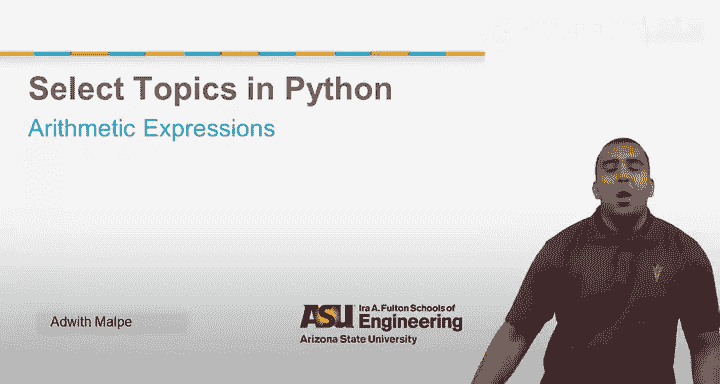 Select Topics in Python
Arithmetic Expressions
Adwith Malpe
ASU Ira A. Fulton Schools of
Engineering
Arizona State University